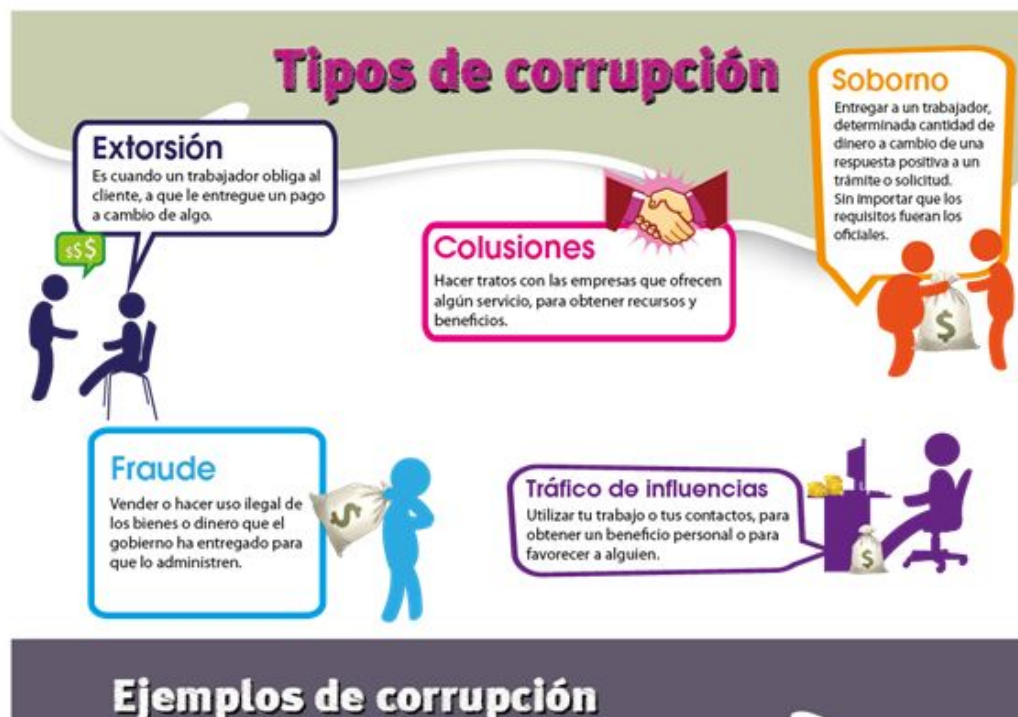 Tipos de corrupción
Extorsión
Es cuando un trabajador obliga al
cliente, a que le entregue un pago
a cambio de algo.
$$$
Colusiones
Hacer tratos con las empresas que ofrecen
algún servicio, para obtener recursos y
beneficios.
Soborno
Entregar a un trabajador,
determinada cantidad de
dinero a cambio de una
respuesta positiva a un
trámite o solicitud.
Sin importar que los
requisitos fueran los
oficiales.
$
Fraude
Vender o hacer uso ilegal de
los bienes o dinero que el
gobierno ha entregado para
que lo administren.
$
Tráfico de influencias
Utilizar tu trabajo o tus contactos, para
obtener un beneficio personal o para
favorecer a alguien.
$
Ejemplos de corrupción